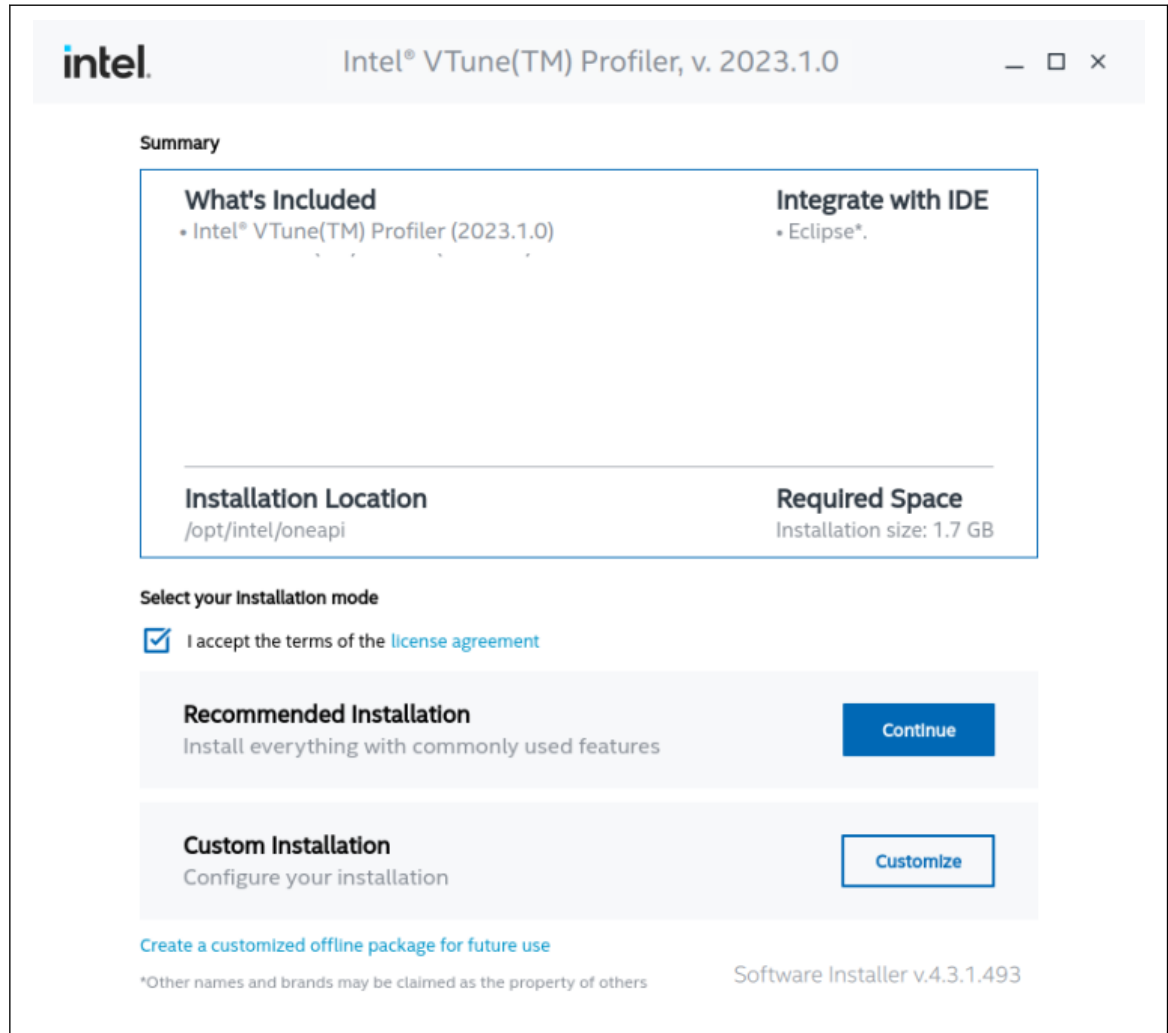 intel.
Intel® VTune(TM) Profiler, v. 2023.1.0
Summary
What's Included
• Intel® VTune(TM) Profiler (2023.1.0)
Integrate with IDE
• Eclipse*.
Installation Location
/opt/intel/oneapi
Required Space
Installation size: 1.7 GB
Select your installation mode
I accept the terms of the license agreement
Recommended Installation
Install everything with commonly used features
Continue
Custom Installation
Configure your installation
Customize
Create a customized offline package for future use
*Other names and brands may be claimed as the property of others
Software Installer v.4.3.1.493